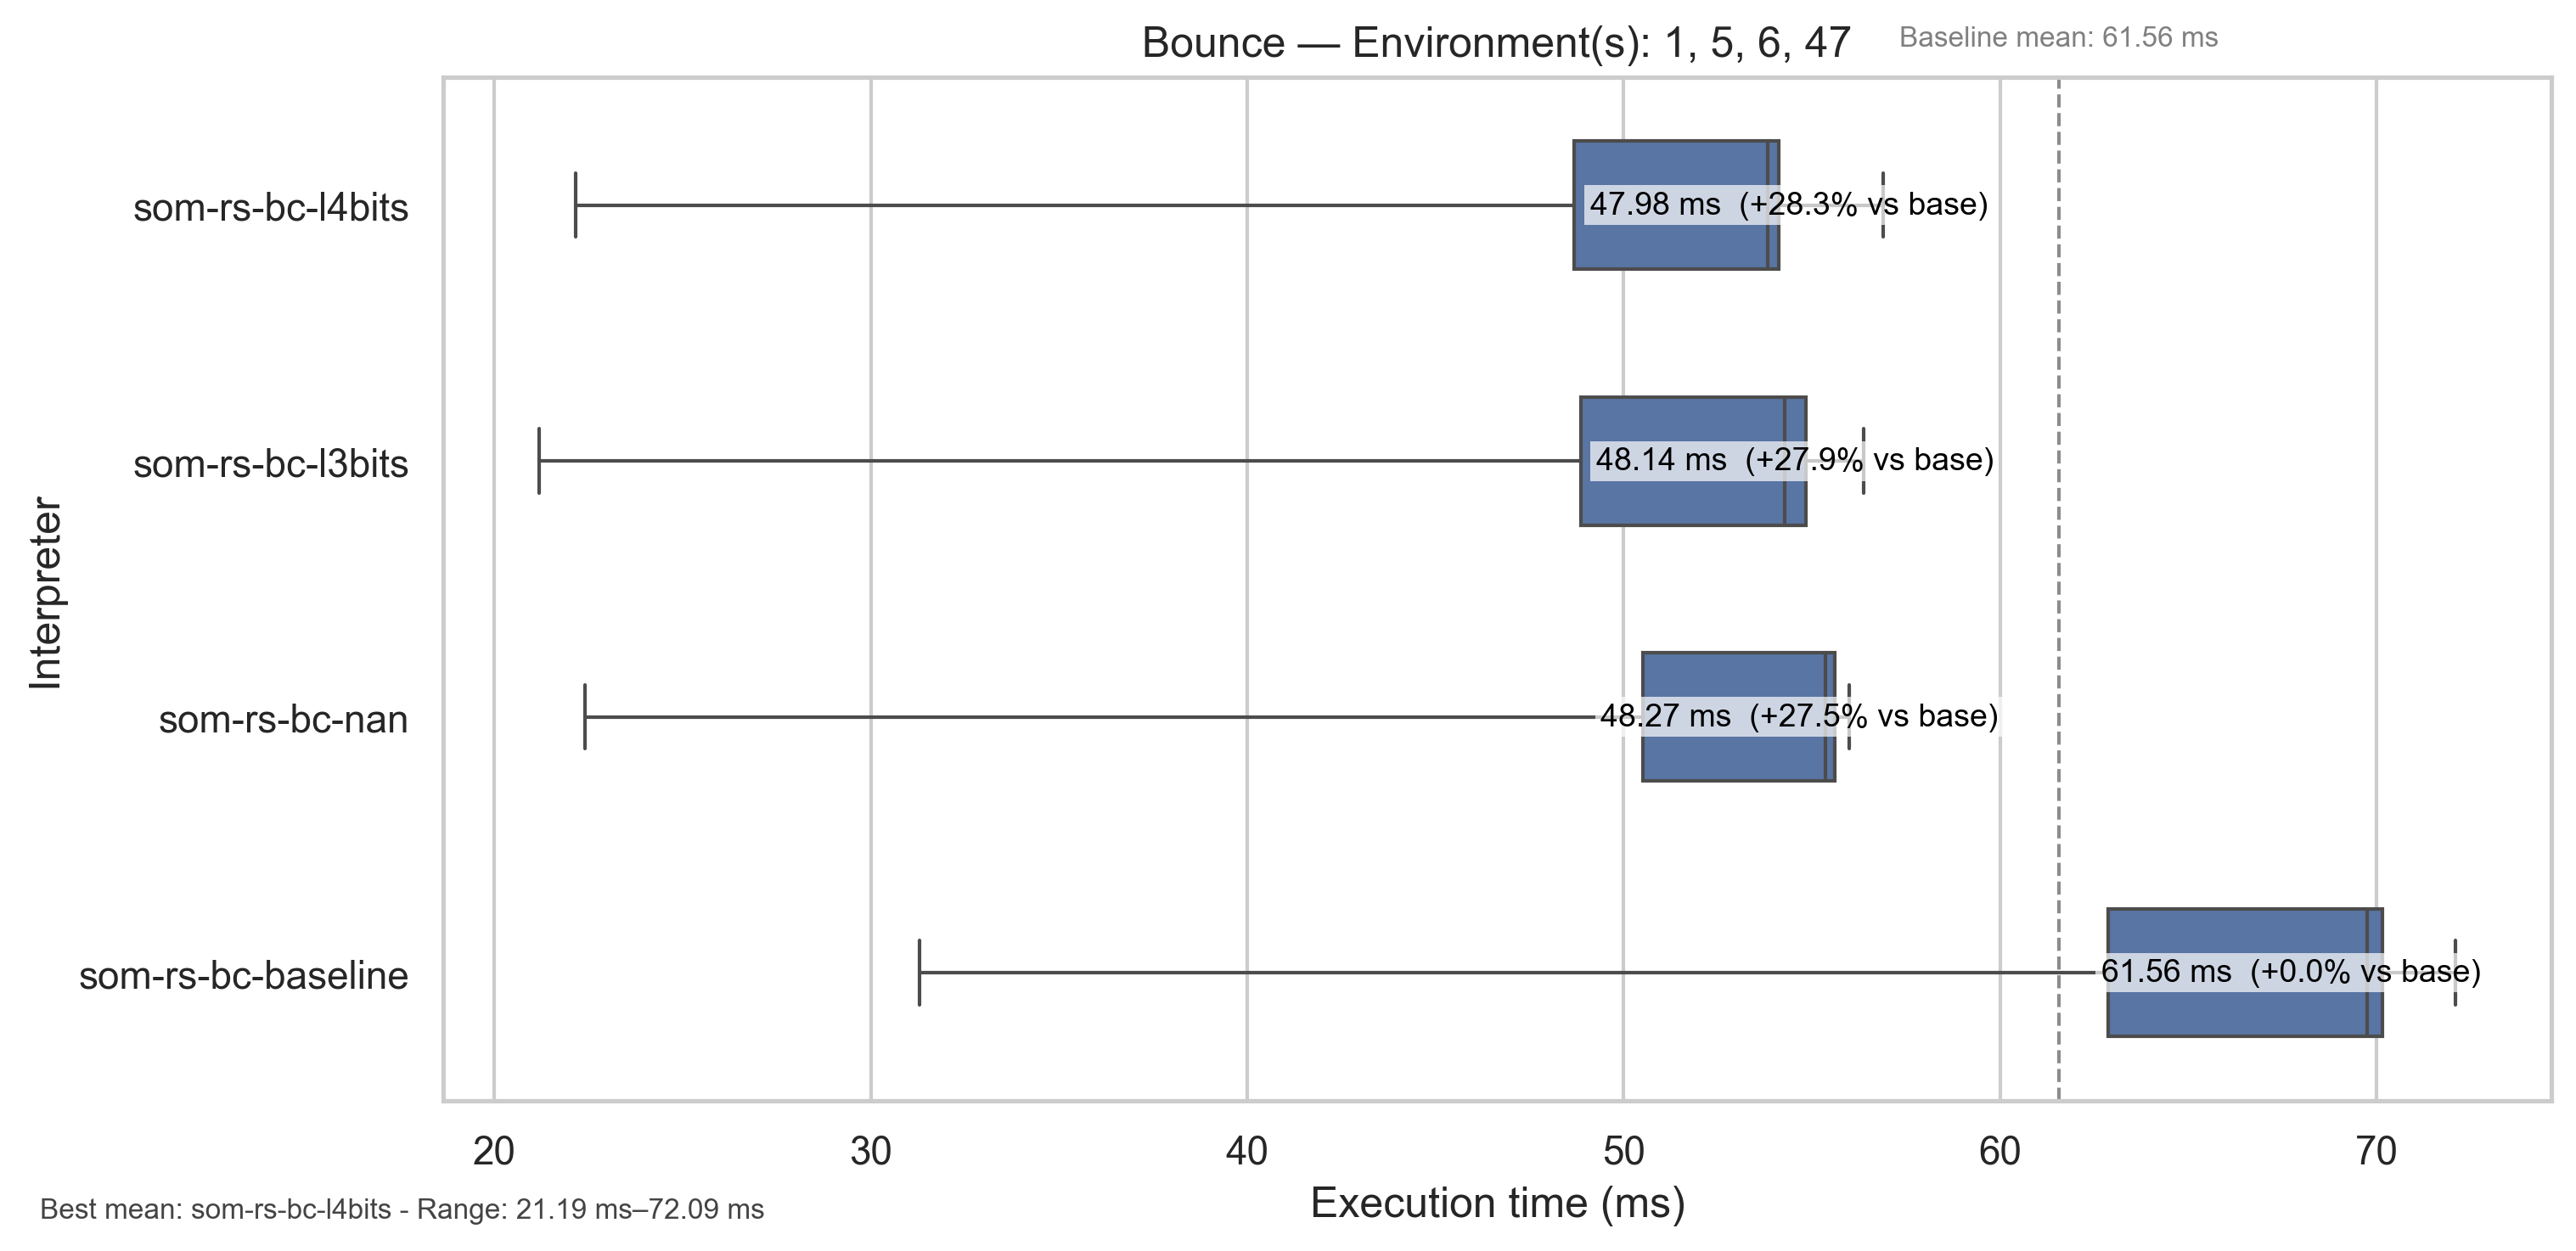 Bounce — Environment(s): 1, 5, 6, 47
Baseline mean: 61.56 ms
Interpreter
som-rs-bc-l4bits
47.98 ms (+28.3% vs base)
som-rs-bc-l3bits
48.14 ms (+27.9% vs base)
som-rs-bc-nan
48.27 ms (+27.5% vs base)
som-rs-bc-baseline
61.56 ms (+0.0% vs base)
20 30 40 50 60 70
Execution time (ms)
Best mean: som-rs-bc-l4bits - Range: 21.19 ms–72.09 ms